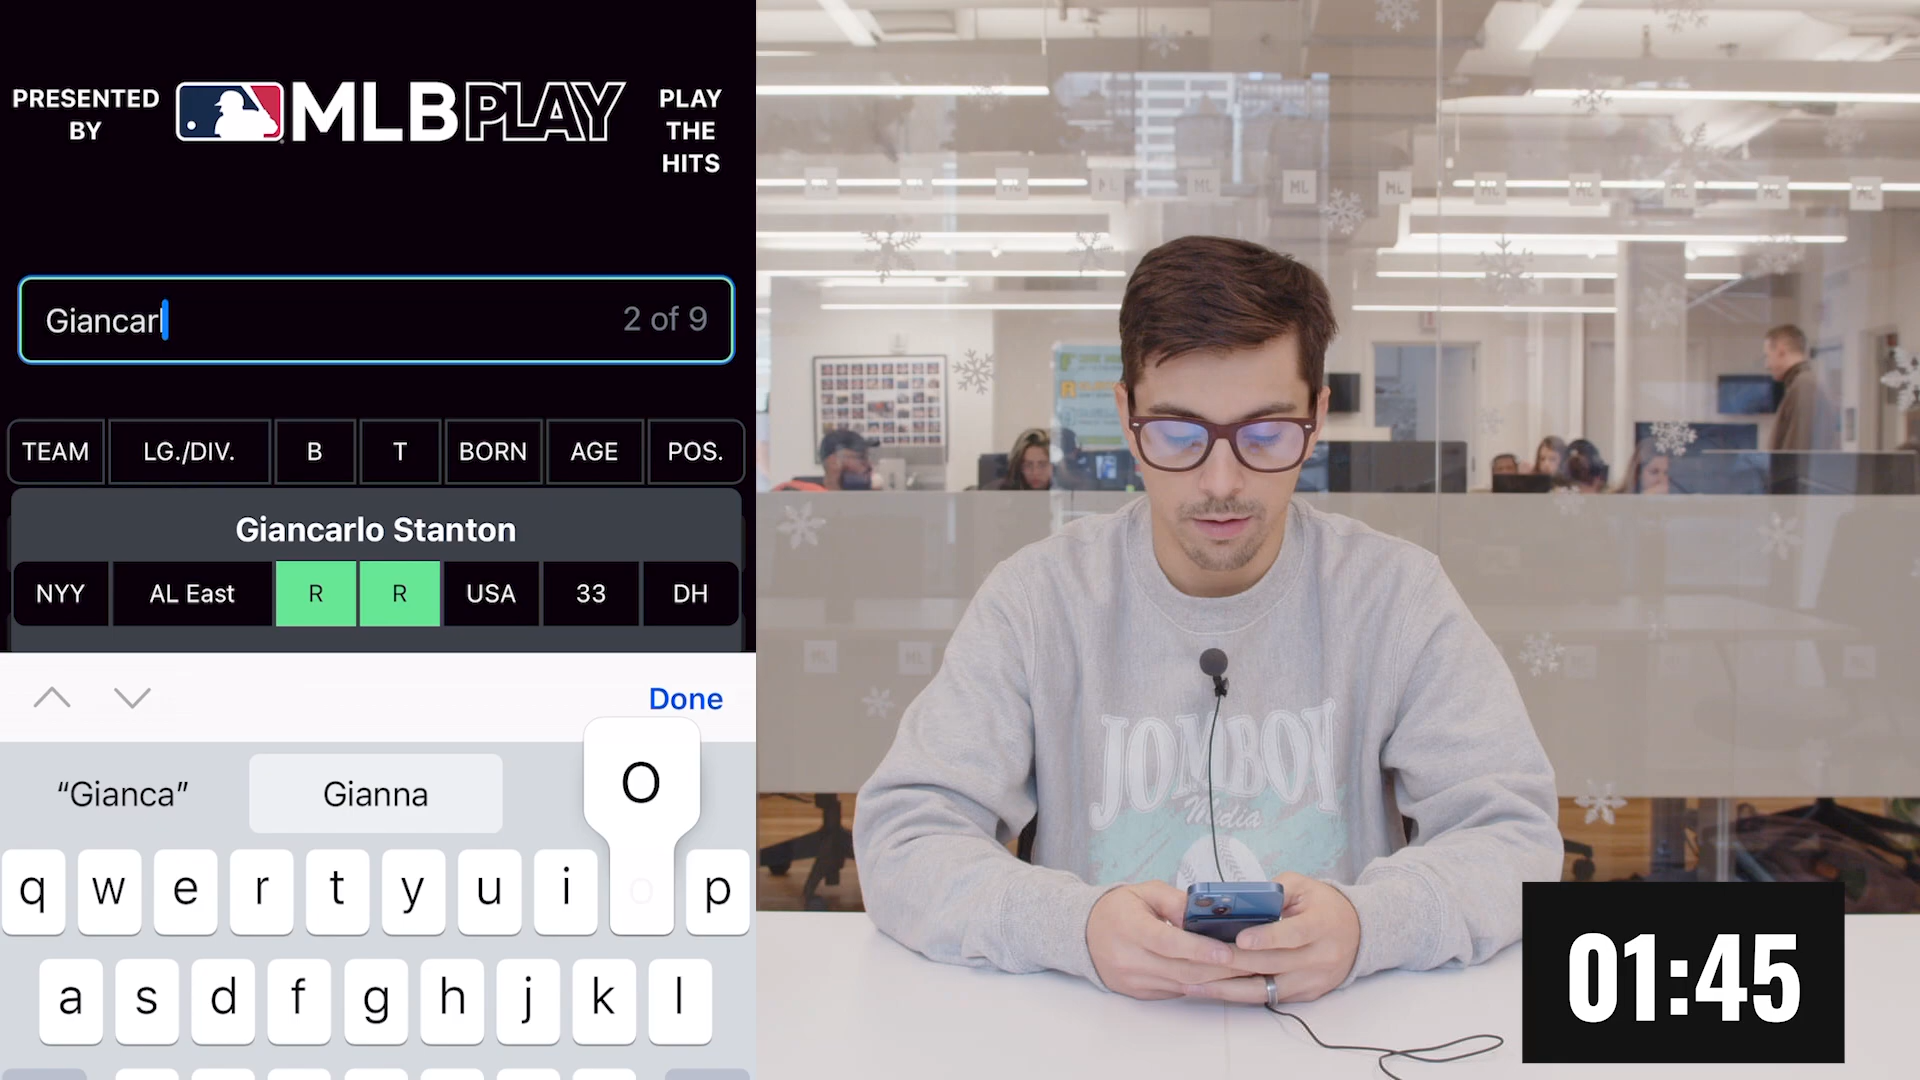 PRESENTED
BY
MLB PLAY
PLAY
THE
HITS
Giancarl
2 of 9
TEAM LG./DIV. B T BORN AGE POS.
Giancarlo Stanton
NYY AL East R R USA 33 DH
Done
“Gianca” Gianna
O
q w e r t y u i o p
a s d f g h j k l
JOMBOY
Media
01:45